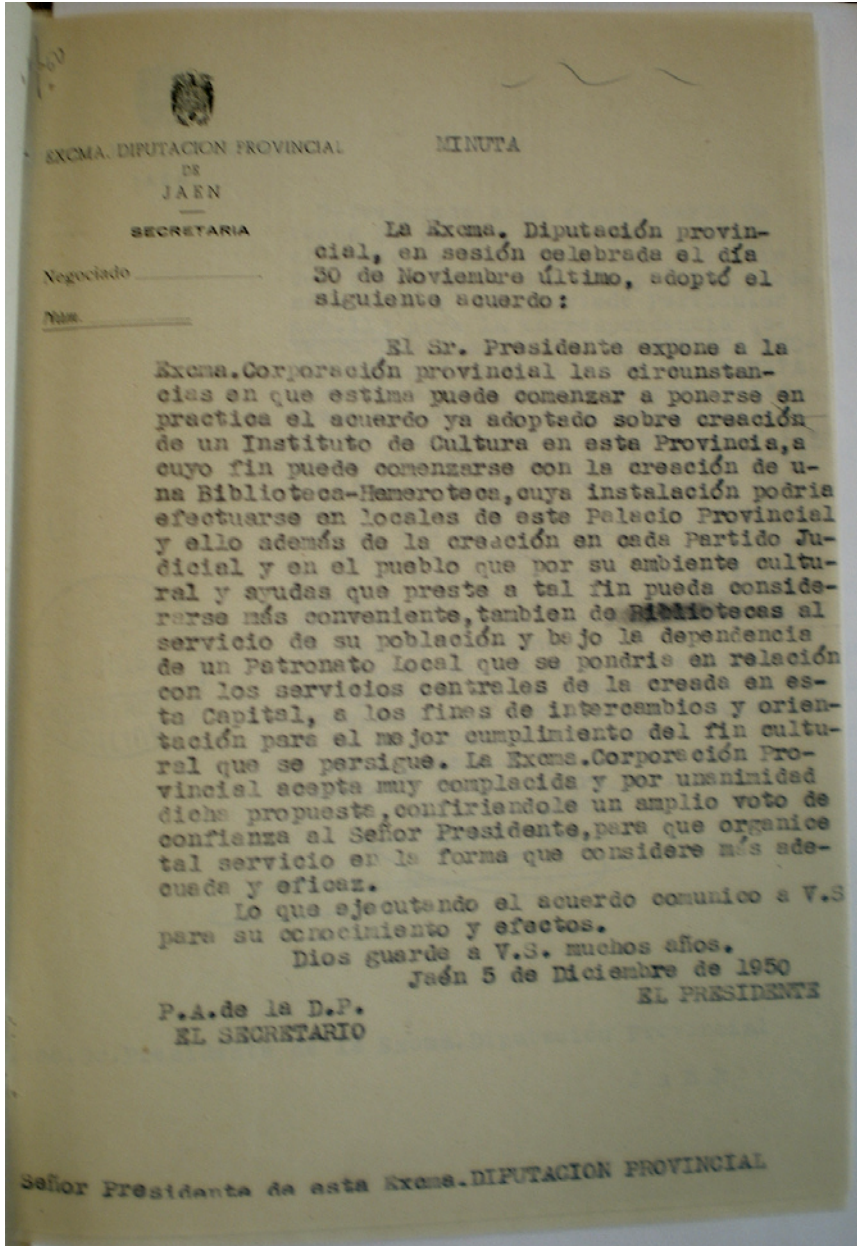 EXCMA. DIPUTACION PROVINCIAL
DE
JAEN
SECRETARIA
Negociado
Núm.
MINUTA
La Excma. Diputación provin-
cial, en sesión celebrada el día
30 de Noviembre último, adoptó el
siguiente acuerdo:
El Sr. Presidente expone a la
Excma.Corporación provincial las circunstan-
cias en que estima puede comenzar a ponerse en
practica el acuerdo ya adoptado sobre creación
de un Instituto de Cultura en esta Provincia,a
cuyo fin puede comenzarse con la creación de u-
na Biblioteca-Hemeroteca,cuya instalación podria
efectuarse en locales de este Palacio Provincial
y ello además de la creación en cada Partido Ju-
dicial y en el pueblo que por su ambiente cultu-
ral y ayudas que preste a tal fin pueda conside-
rarse más conveniente,tambien de Bibliotecas al
servicio de su población y bajo la dependencia
de un Patronato Local que se pondria en relación
con los servicios centrales de la creada en es-
ta Capital, a los fines de intercambios y orien-
tación para el mejor cumplimiento del fin cultu-
ral que se persigue. La Excma.Corporación Pro-
vincial acepta muy complacida y por unanimidad
dicha propuesta,confiriendole un amplio voto de
confianza al Señor Presidente,para que organice
tal servicio en la forma que considere más ade-
cuada y eficaz.
Lo que ejecutando el acuerdo comunico a V.S
para su conocimiento y efectos.
Dios guarde a V.S. muchos años.
Jaén 5 de Diciembre de 1950
EL PRESIDENTE
P.A.de la D.P.
EL SECRETARIO
Señor Presidente de esta Excma.DIPUTACION PROVINCIAL